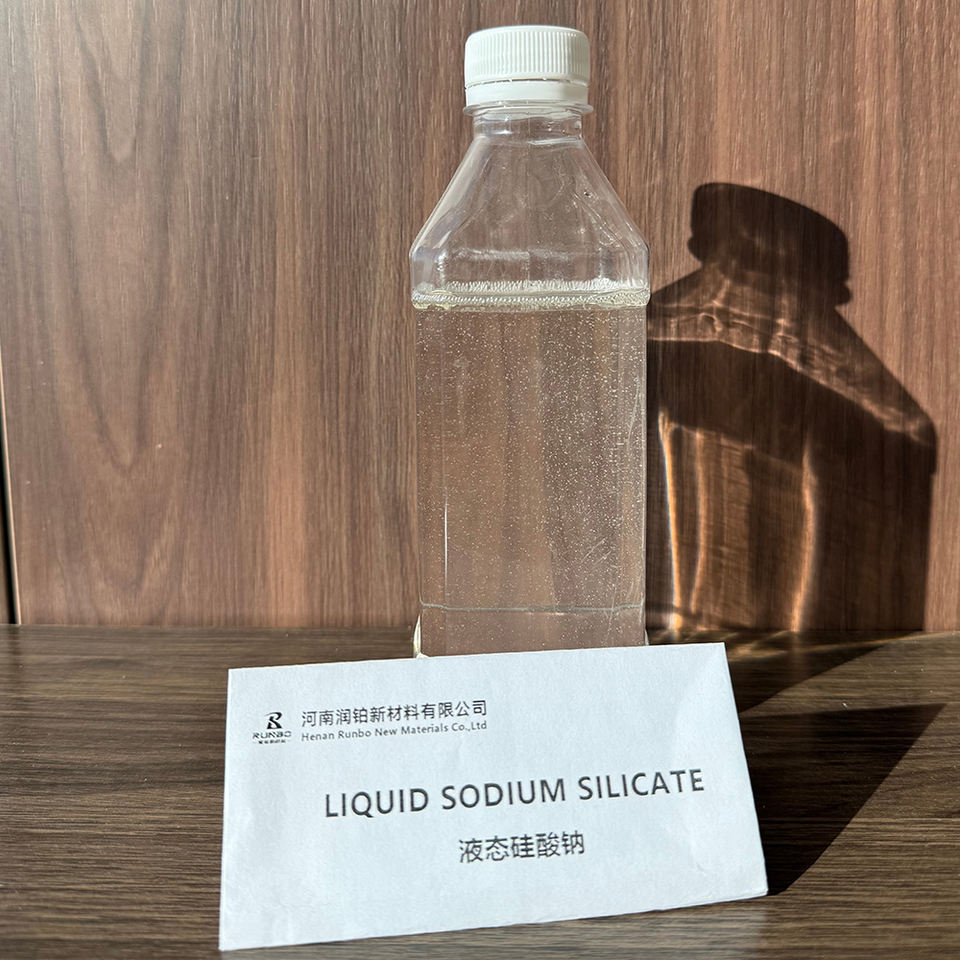 河南润铂新材料有限公司
RUNBO
Henan Runbo New Materials Co.,Ltd
LIQUID SODIUM SILICATE
液态硅酸钠